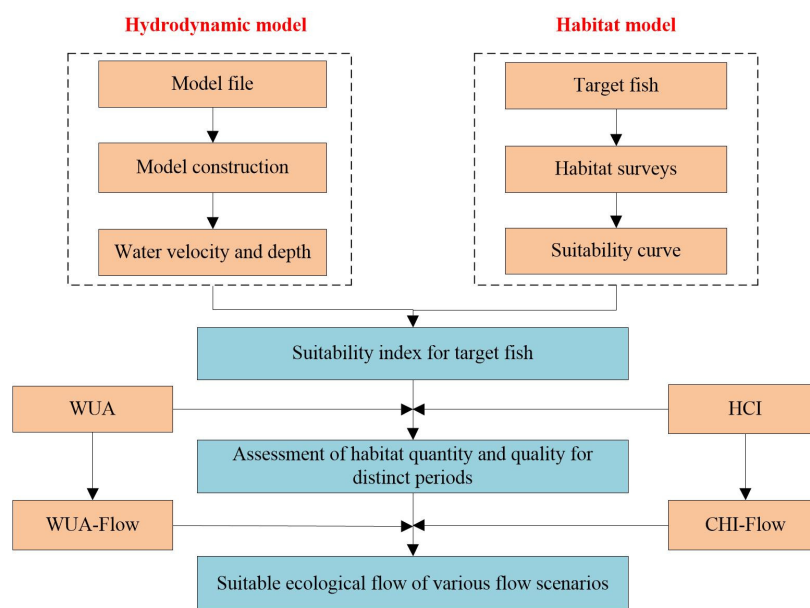 Hydrodynamic model
Habitat model
Model file
Model construction
Water velocity and depth
Target fish
Habitat surveys
Suitability curve
Suitability index for target fish
WUA
HCI
Assessment of habitat quantity and quality for
distinct periods
WUA-Flow
CHI-Flow
Suitable ecological flow of various flow scenarios